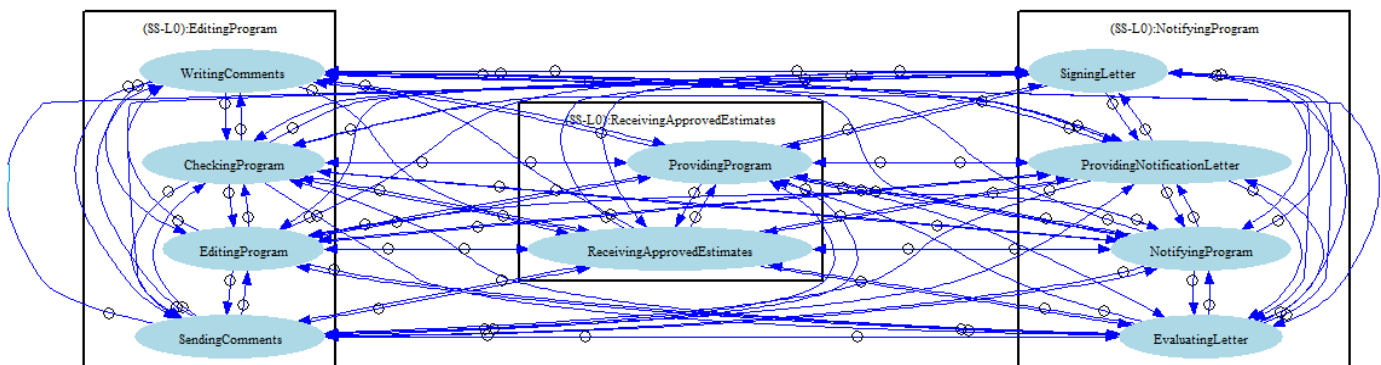 (SS-L0):EditingProgram
WritingComments
CheckingProgram
EditingProgram
SendingComments
(SS-L0):ReceivingApprovedEstimates
ProvidingProgram
ReceivingApprovedEstimates
(SS-L0):NotifyingProgram
SigningLetter
ProvidingNotificationLetter
NotifyingProgram
EvaluatingLetter